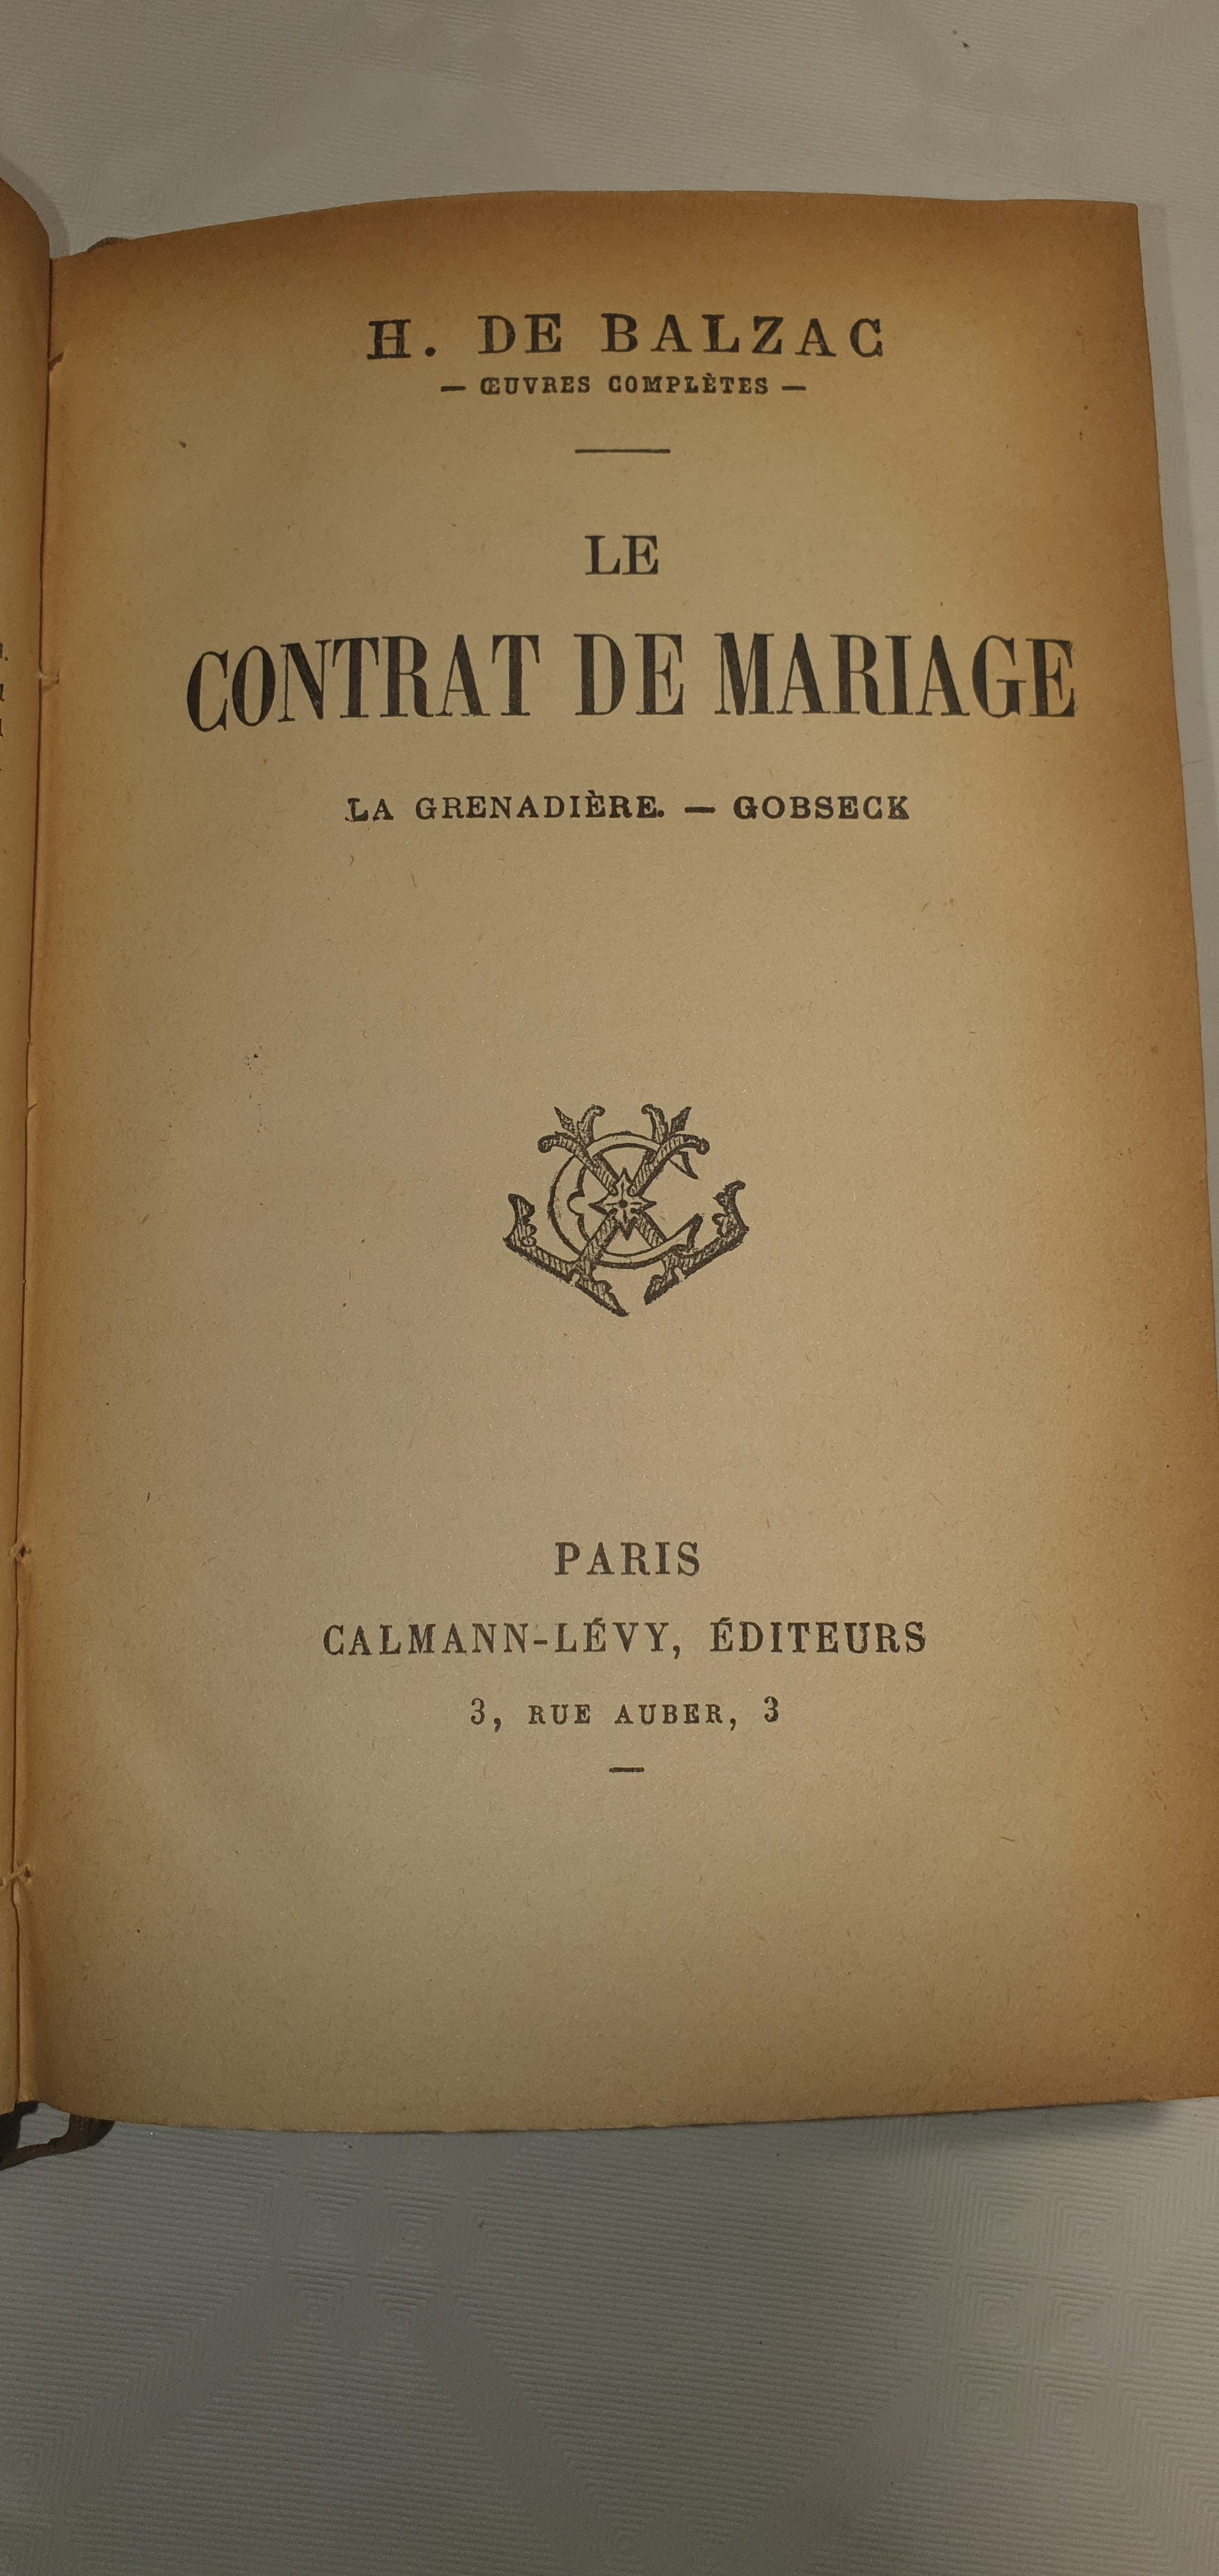 H. DE BALZAC
— ŒUVRES COMPLÈTES —
LE
CONTRAT DE MARIAGE
LA GRENADIÈRE. — GOBSECK
PARIS
CALMANN-LÉVY, ÉDITEURS
3, RUE AUBER, 3